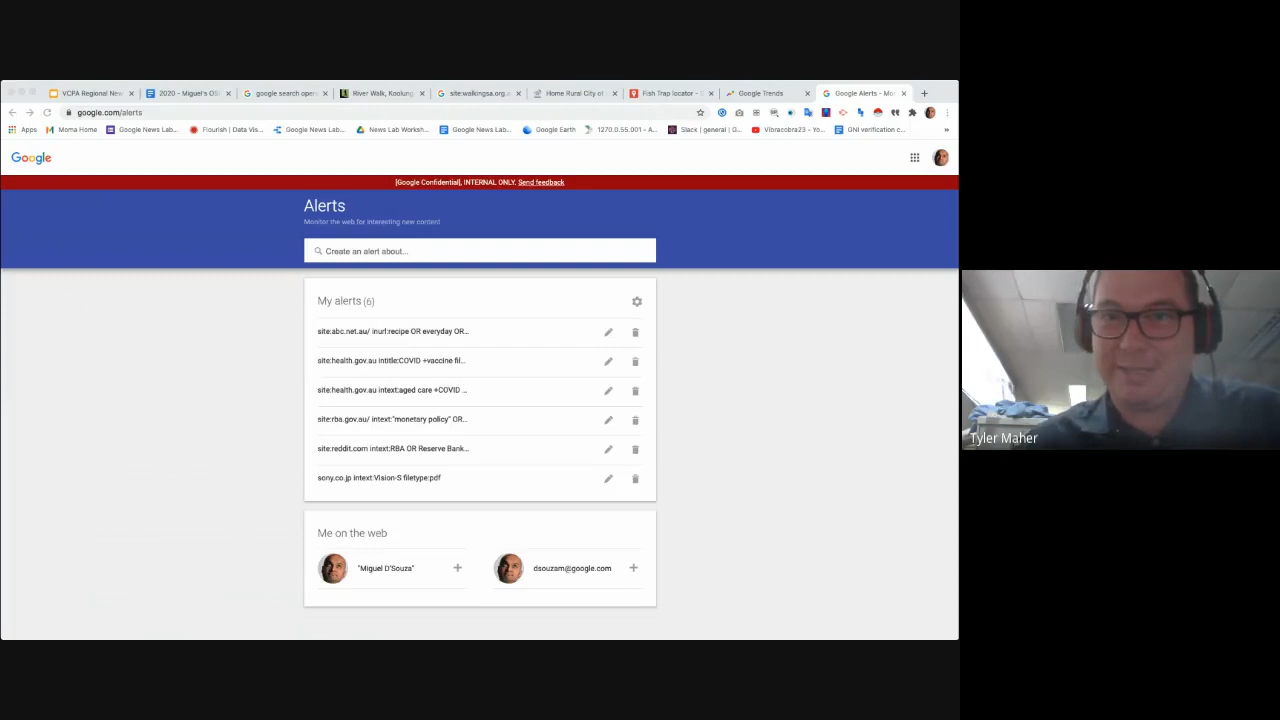 VCPA Regional New
2020 - Miguel's OS
google search oper
River Walk, Koolung
site:walkingsa.org.a
Home Rural City of
Fish Trap locator - S
Google Trends
Google Alerts - Mo
google.com/alerts
Apps
Moma Home
Google News Lab...
Flourish | Data Vis...
Google News Lab...
News Lab Worksh...
Google News Lab...
Google Earth
1270.0.55.001 - A...
Slack | general | G...
Vibracobra23 - Yo...
GNI verification c...
»
Google
[Google Confidential], INTERNAL ONLY. Send feedback
Alerts
Monitor the web for interesting new content
Create an alert about...
My alerts (6)
site:abc.net.au/ inurl:recipe OR everyday OR...
site:health.gov.au intitle:COVID +vaccine fil...
site:health.gov.au intext:aged care +COVID ...
site:rba.gov.au/ intext:"monetary policy" OR...
site:reddit.com intext:RBA OR Reserve Bank...
sony.co.jp intext:Vision-S filetype:pdf
Me on the web
"Miguel D'Souza"
dsouzam@google.com
Tyler Maher